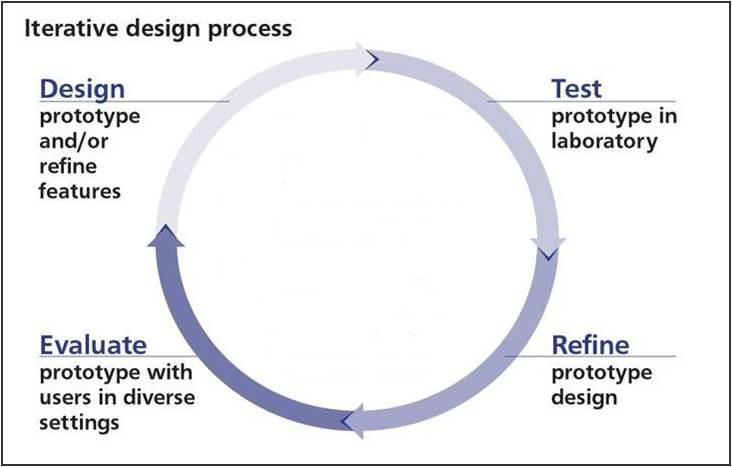 Iterative design process
Design
prototype
and/or
refine
features
Test
prototype in
laboratory
Evaluate
prototype with
users in diverse
settings
Refine
prototype
design